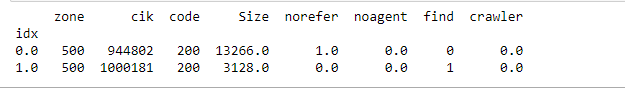 zone cik code Size norefer noagent find crawler
idx
0.0 500 944802 200 13266.0 1.0 0.0 0 0.0
1.0 500 1000181 200 3128.0 0.0 0.0 1 0.0